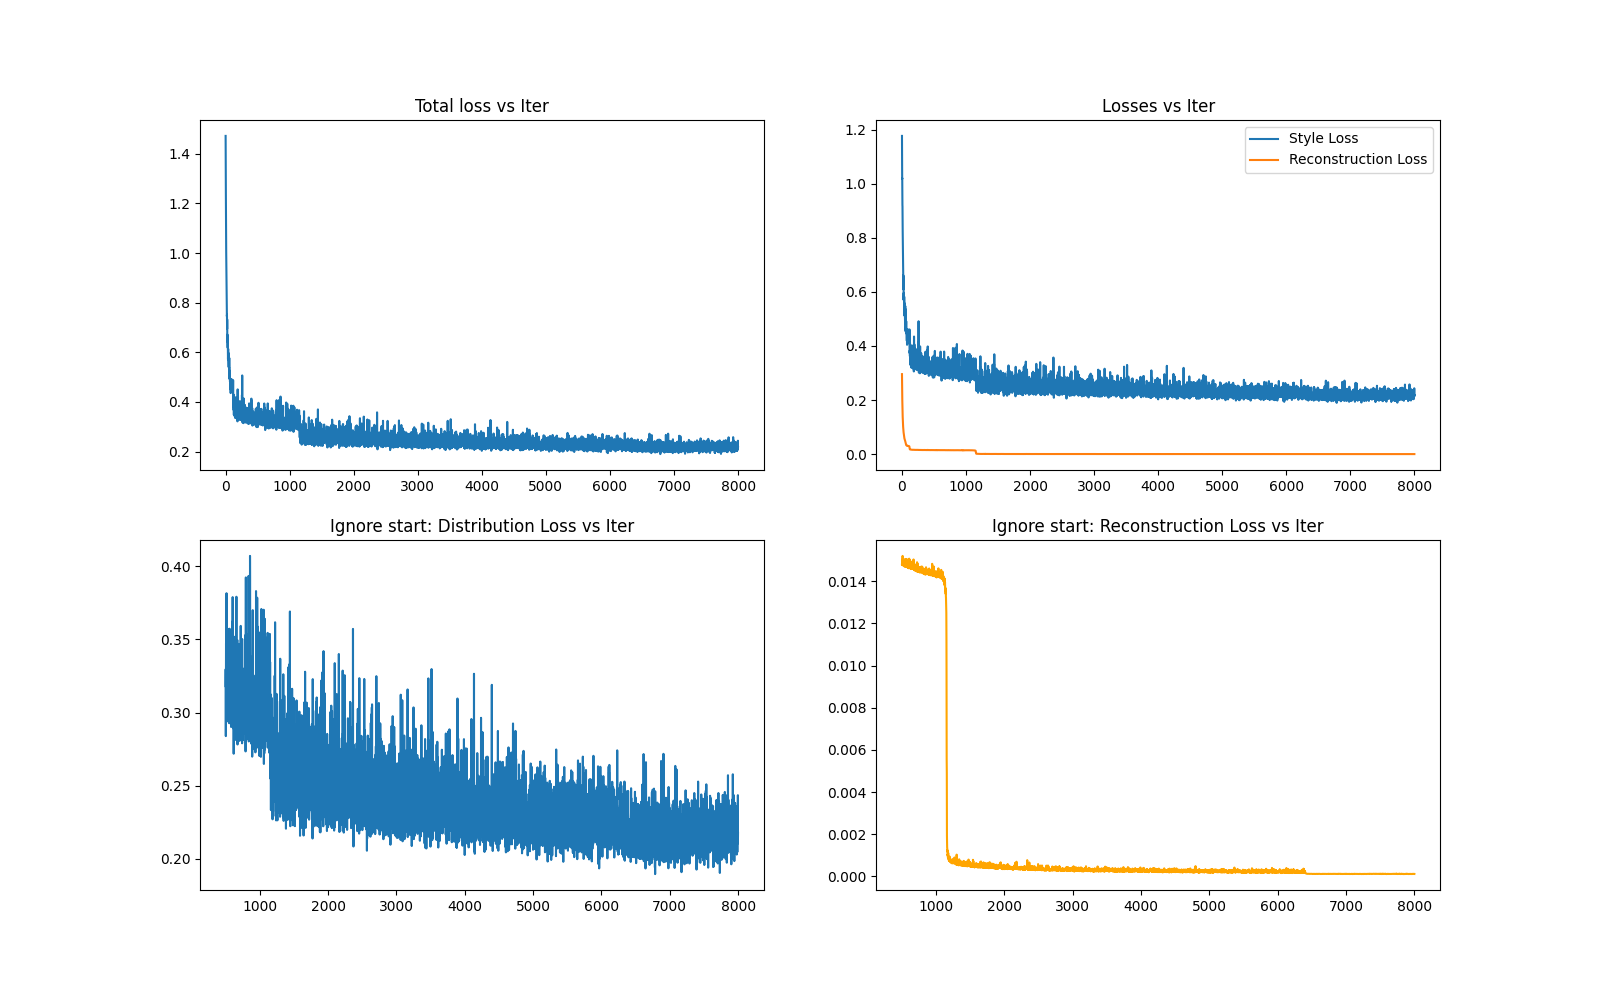 Total loss vs Iter
1.4
1.2
1.0
0.8
0.6
0.4
0.2
0 1000 2000 3000 4000 5000 6000 7000 8000
Losses vs Iter
Style Loss
Reconstruction Loss
1.2
1.0
0.8
0.6
0.4
0.2
0.0
0 1000 2000 3000 4000 5000 6000 7000 8000
Ignore start: Distribution Loss vs Iter
0.40
0.35
0.30
0.25
0.20
1000 2000 3000 4000 5000 6000 7000 8000
Ignore start: Reconstruction Loss vs Iter
0.014
0.012
0.010
0.008
0.006
0.004
0.002
0.000
1000 2000 3000 4000 5000 6000 7000 8000